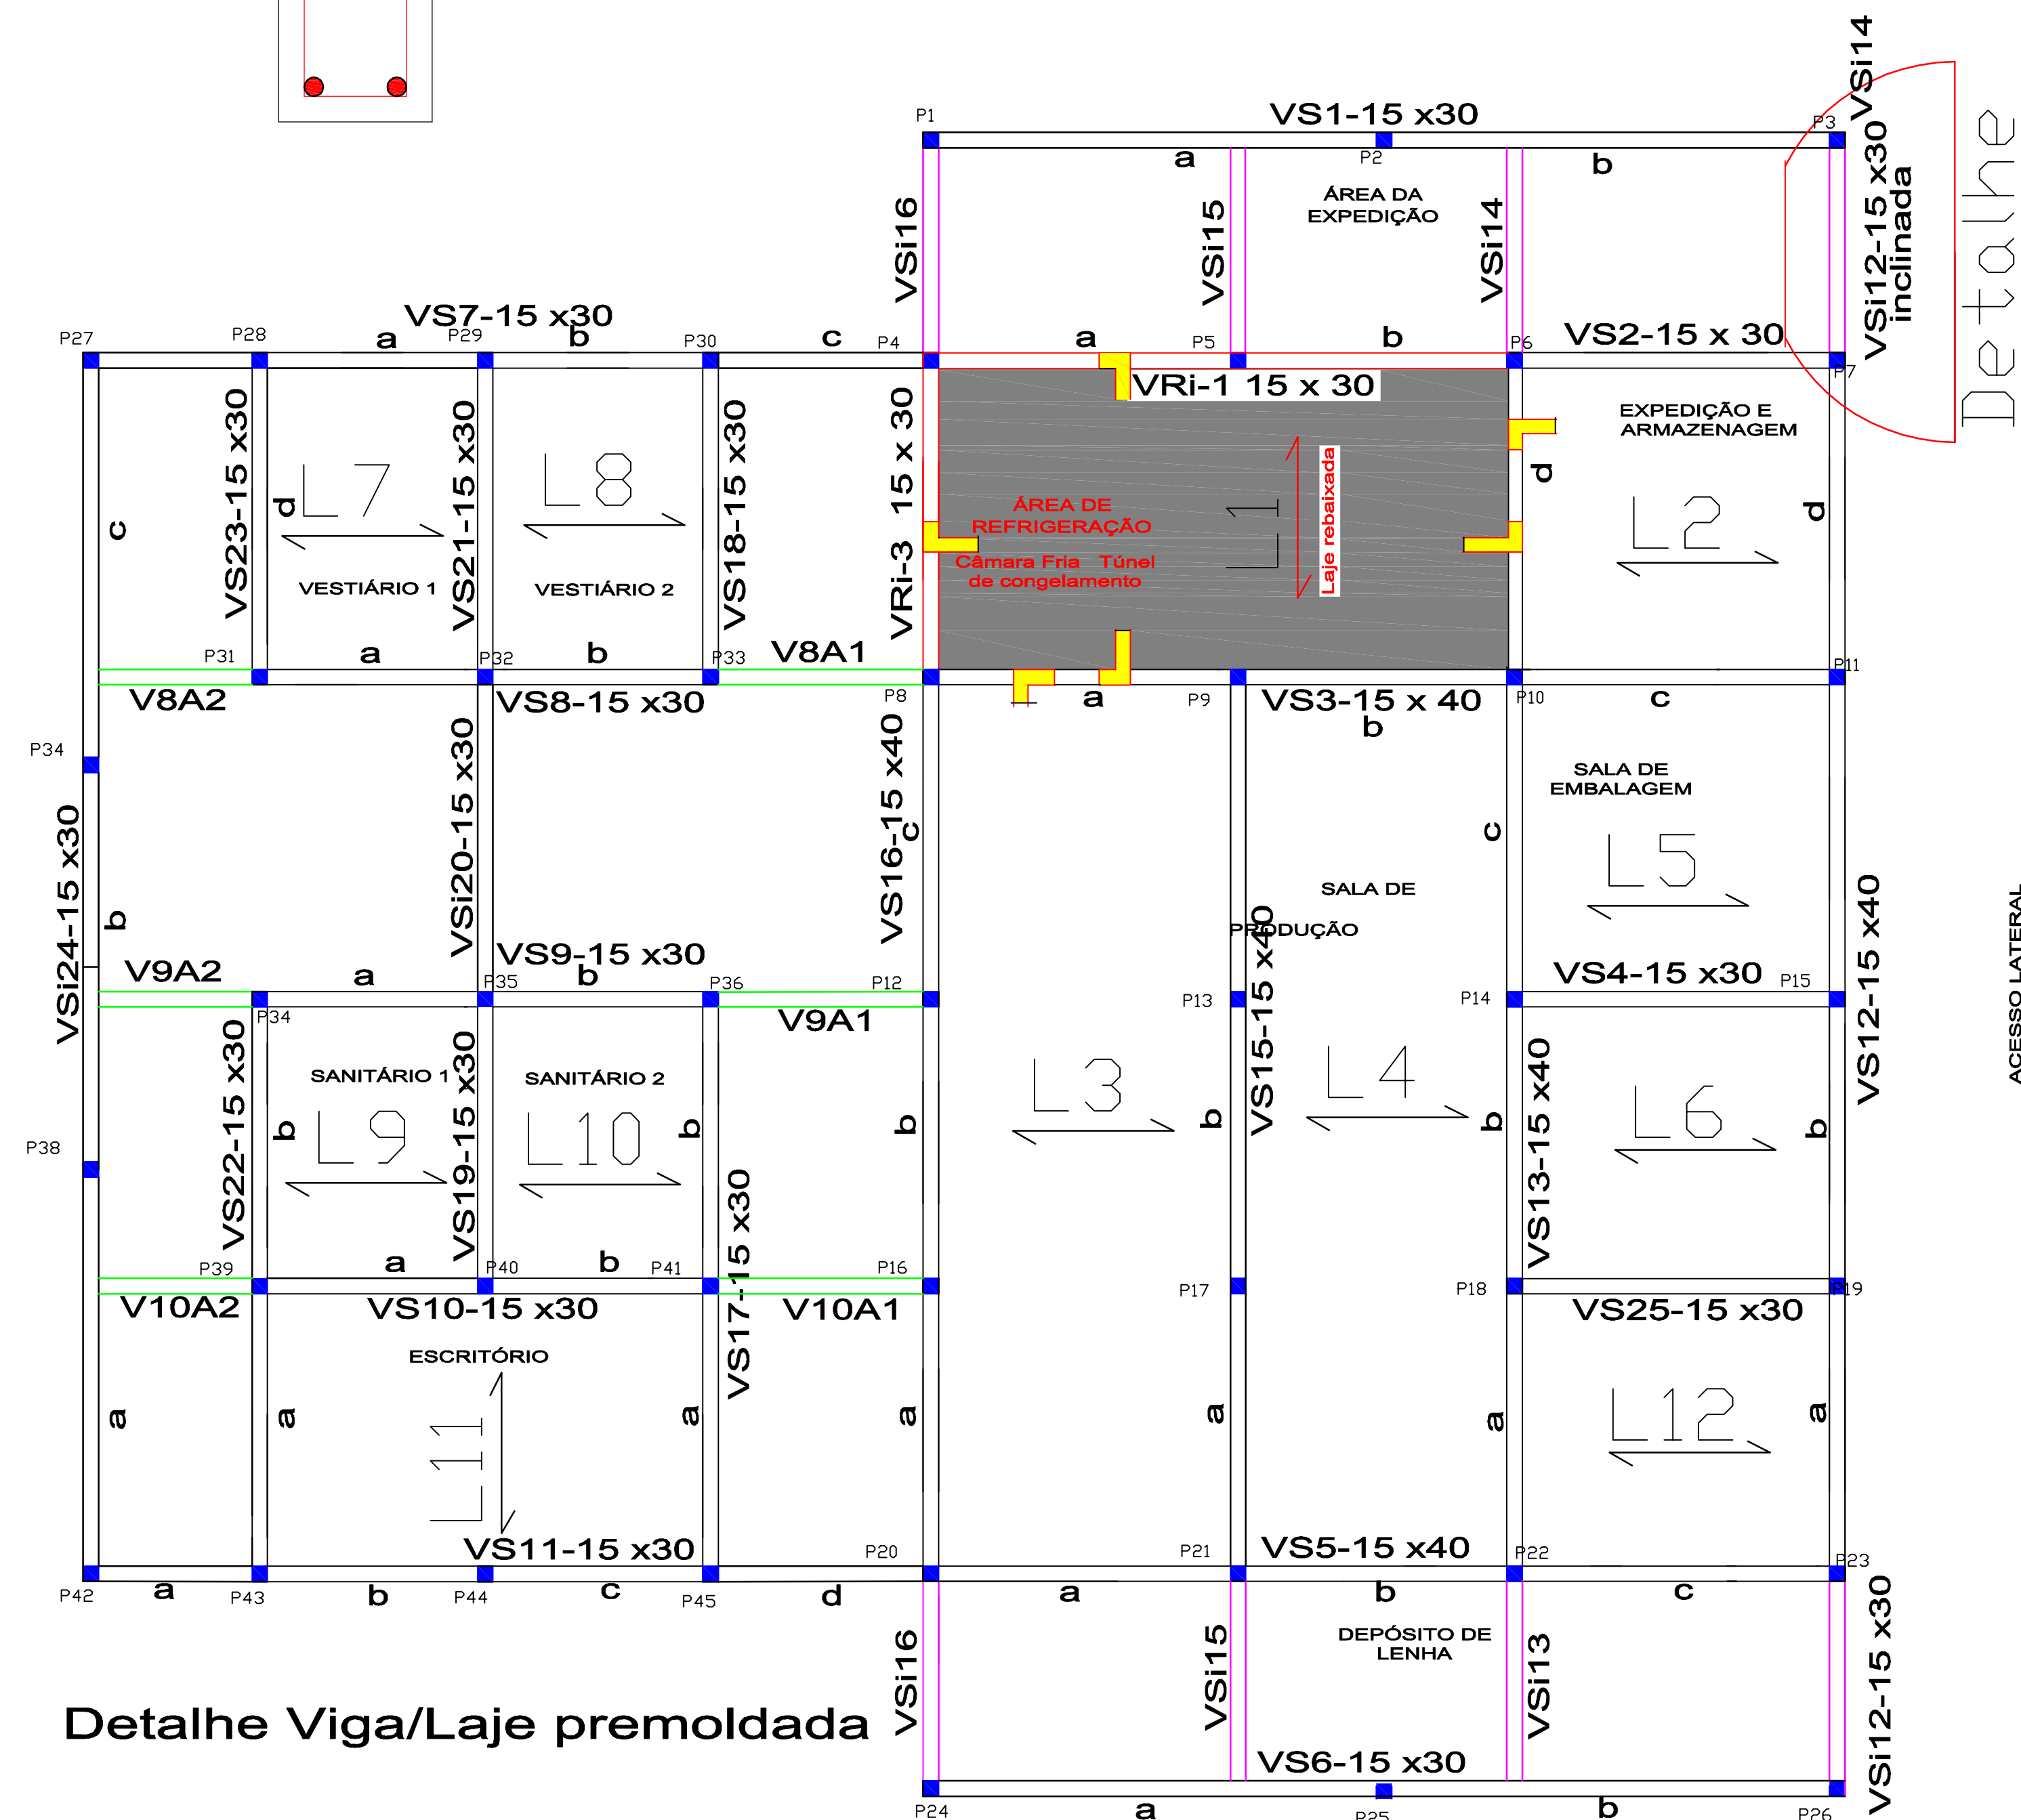 VSi14
P1
VS1-15 x30
P3
a
P2
b
VSi12-15 x30
inclinada
Detalhe
ÁREA DA
EXPEDIÇÃO
VSi16
VSi15
VSi14
VS7-15 x30
P27
P28
a
P29
b
P30
c
P4
a
P5
b
P6
VS2-15 x 30
P7
VRi-1 15 x 30
EXPEDIÇÃO E
ARMAZENAGEM
c
VS23-15 x30
d
L7
VS21-15 x30
L8
VS18-15 x30
VRi-3 15 x 30
ÁREA DE
REFRIGERAÇÃO
Câmara Fria Túnel
de congelamento
L1
Laje rebaixada
d
L2
d
VESTIÁRIO 1
VESTIÁRIO 2
P31
a
P32
b
P33
V8A1
P11
V8A2
VS8-15 x30
P8
a
P9
VS3-15 x 40
P10
c
b
P34
SALA DE
EMBALAGEM
VSi24-15 x30
b
VSi20-15 x30
VS16-15 x40
c
c
L5
SALA DE
PRODUÇÃO
VS15-15 x40
VS12-15 x40
ACESSO LATERAL
VS9-15 x30
V9A2
a
b
P35
P36
P12
VS4-15 x30
P15
P34
V9A1
P13
P14
VS22-15 x30
SANITÁRIO 1
VS19-15 x30
SANITÁRIO 2
L3
L4
b
L9
L10
b
b
b
b
VS13-15 x40
L6
b
P38
P39
a
P40
b
P41
P16
P17
P18
P19
V10A2
VS10-15 x30
VS17-15 x30
V10A1
VS25-15 x30
ESCRITÓRIO
a
a
L11
a
a
a
a
L12
a
VS11-15 x30
P20
P21
VS5-15 x40
P22
P23
P42
a
P43
b
P44
c
P45
d
a
b
c
DEPÓSITO DE
LENHA
VSi16
VSi15
VSi13
VSi12-15 x30
Detalhe Viga/Laje premoldada
VS6-15 x30
P24
a
P25
b
P26